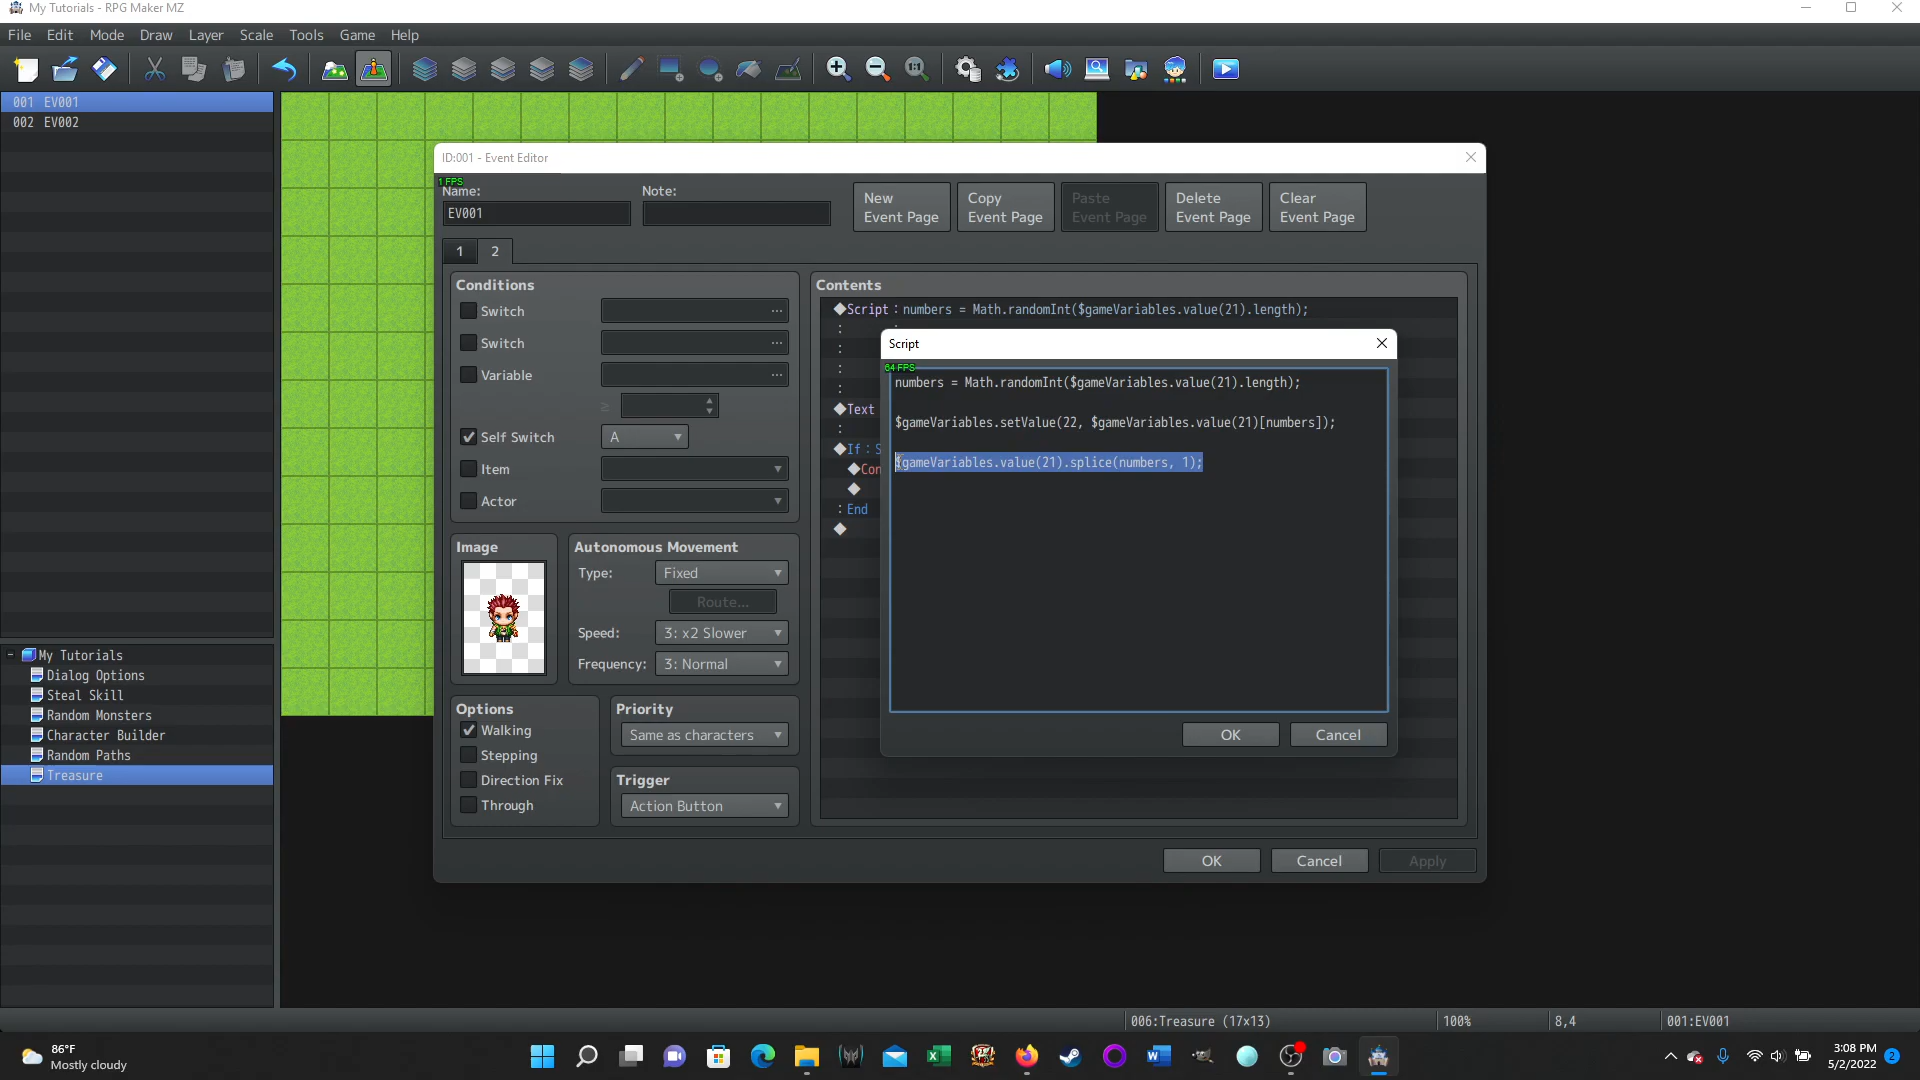 My Tutorials - RPG Maker MZ
File Edit Mode Draw Layer Scale Tools Game Help
001 EV001
002 EV002
ID:001 - Event Editor
1 FPS
Name:
Note:
EV001
New
Event Page
Copy
Event Page
Paste
Event Page
Delete
Event Page
Clear
Event Page
1
2
Conditions
Switch
...
Switch
...
Variable
...
≥
Self Switch
A
Item
Actor
Image
Autonomous Movement
Type:
Fixed
Route...
Speed:
3: x2 Slower
Frequency:
3: Normal
Options
Walking
Stepping
Direction Fix
Through
Priority
Same as characters
Trigger
Action Button
Contents
◆Script：numbers = Math.randomInt($gameVariables.value(21).length);
:
:
:
:
:
◆Text
:
◆If：S
◆Con
◆
: End
◆
Script
64 FPS
numbers = Math.randomInt($gameVariables.value(21).length);
$gameVariables.setValue(22, $gameVariables.value(21)[numbers]);
$gameVariables.value(21).splice(numbers, 1);
OK
Cancel
OK
Cancel
Apply
My Tutorials
Dialog Options
Steal Skill
Random Monsters
Character Builder
Random Paths
Treasure
006:Treasure (17x13)
100%
8,4
001:EV001
86°F
Mostly cloudy
3:08 PM
5/2/2022
2